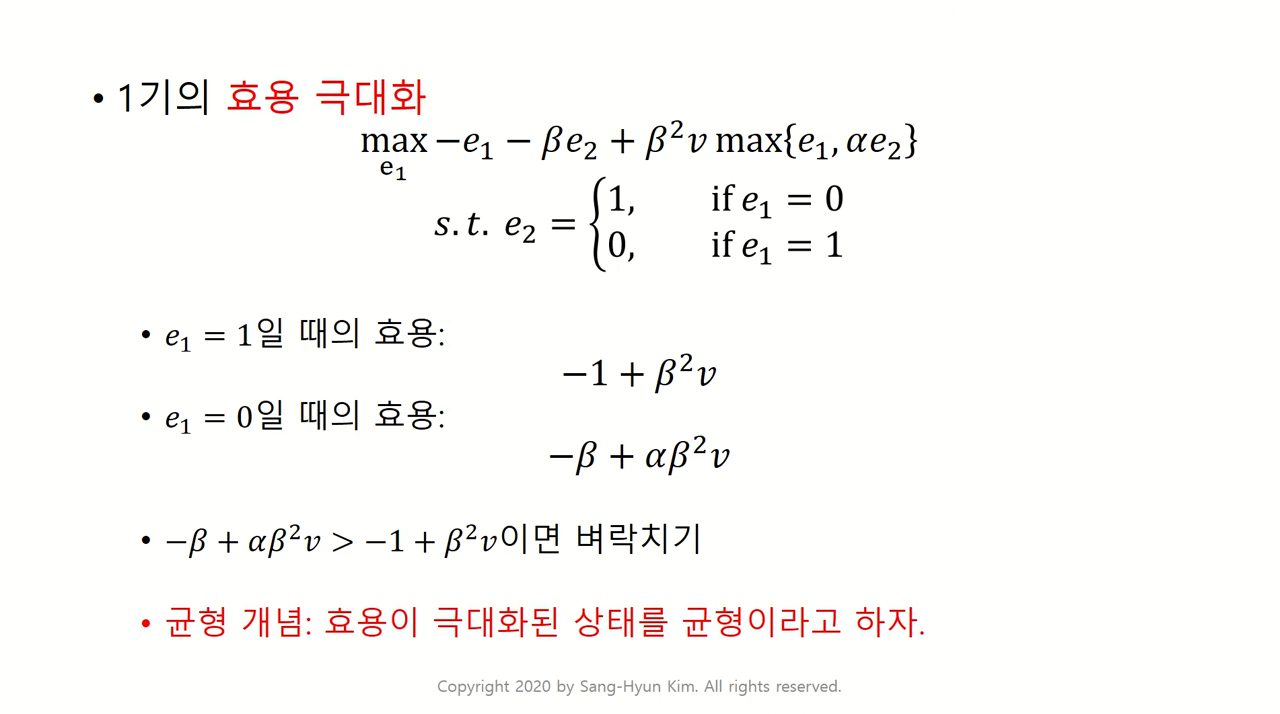 • 1기의 효용 극대화
max −e₁ − βe₂ + β²v max{e₁, αe₂}
e₁
s.t. e₂ = { 1, if e₁ = 0
0, if e₁ = 1
• e₁ = 1일 때의 효용:
−1 + β²v
• e₁ = 0일 때의 효용:
−β + αβ²v
• −β + αβ²v > −1 + β²v이면 벼락치기
• 균형 개념: 효용이 극대화된 상태를 균형이라고 하자.
Copyright 2020 by Sang-Hyun Kim. All rights reserved.